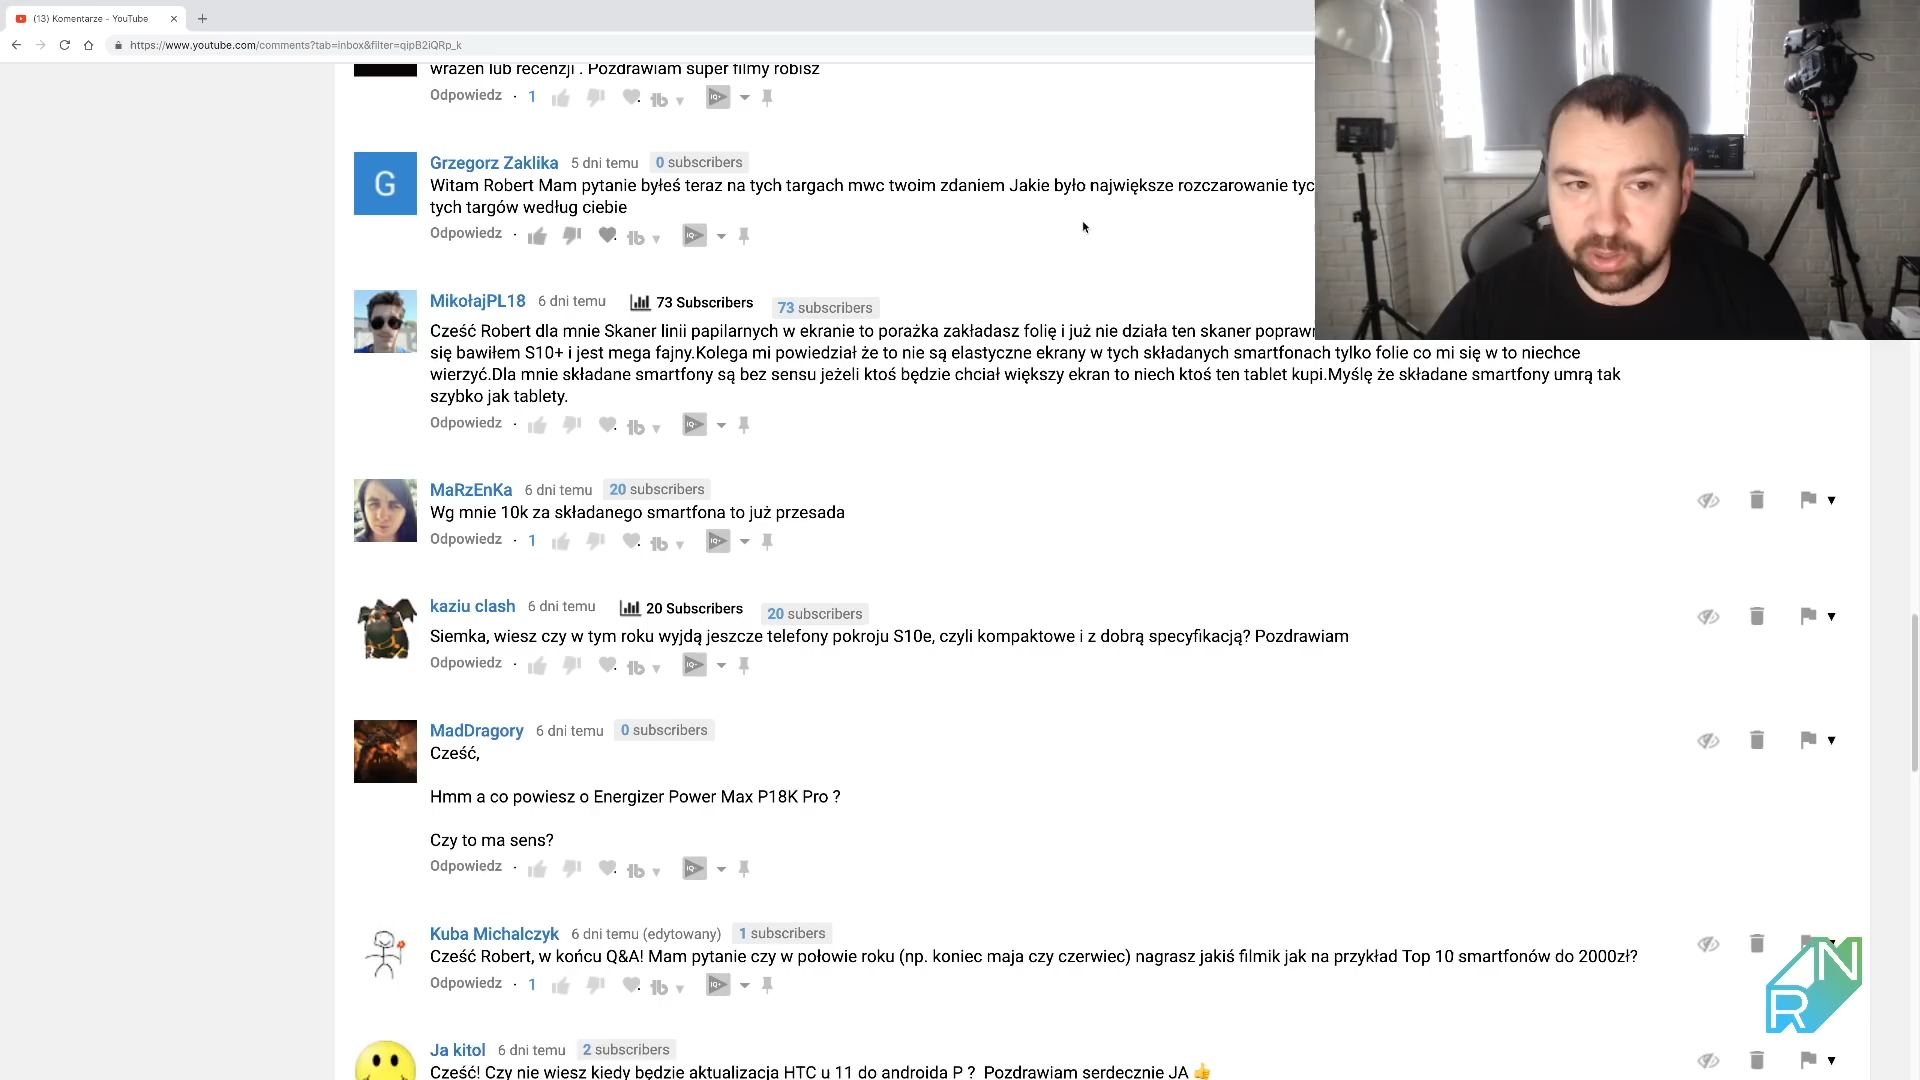 (13) Komentarze - YouTube
https://www.youtube.com/comments?tab=inbox&filter=qipB2iQRp_k
wrażeń lub recenzji . Pozdrawiam super filmy robisz
Odpowiedz · 1
Grzegorz Zaklika 5 dni temu 0 subscribers
G
Witam Robert Mam pytanie byłeś teraz na tych targach mwc twoim zdaniem Jakie było największe rozczarowanie tyc
tych targów według ciebie
Odpowiedz ·
MikołajPL18 6 dni temu 73 Subscribers 73 subscribers
Cześć Robert dla mnie Skaner linii papilarnych w ekranie to porażka zakładasz folię i już nie działa ten skaner poprawn
się bawiłem S10+ i jest mega fajny.Kolega mi powiedział że to nie są elastyczne ekrany w tych składanych smartfonach tylko folie co mi się w to niechce
wierzyć.Dla mnie składane smartfony są bez sensu jeżeli ktoś będzie chciał większy ekran to niech ktoś ten tablet kupi.Myślę że składane smartfony umrą tak
szybko jak tablety.
Odpowiedz ·
MaRzEnKa 6 dni temu 20 subscribers
Wg mnie 10k za składanego smartfona to już przesada
Odpowiedz · 1
kaziu clash 6 dni temu 20 Subscribers 20 subscribers
Siemka, wiesz czy w tym roku wyjdą jeszcze telefony pokroju S10e, czyli kompaktowe i z dobrą specyfikacją? Pozdrawiam
Odpowiedz ·
MadDragory 6 dni temu 0 subscribers
Cześć,
Hmm a co powiesz o Energizer Power Max P18K Pro ?
Czy to ma sens?
Odpowiedz ·
Kuba Michalczyk 6 dni temu (edytowany) 1 subscribers
Cześć Robert, w końcu Q&A! Mam pytanie czy w połowie roku (np. koniec maja czy czerwiec) nagrasz jakiś filmik jak na przykład Top 10 smartfonów do 2000zł?
Odpowiedz · 1
RN
Ja kitol 6 dni temu 2 subscribers
Cześć! Czy nie wiesz kiedy będzie aktualizacja HTC u 11 do androida P ? Pozdrawiam serdecznie JA 👍